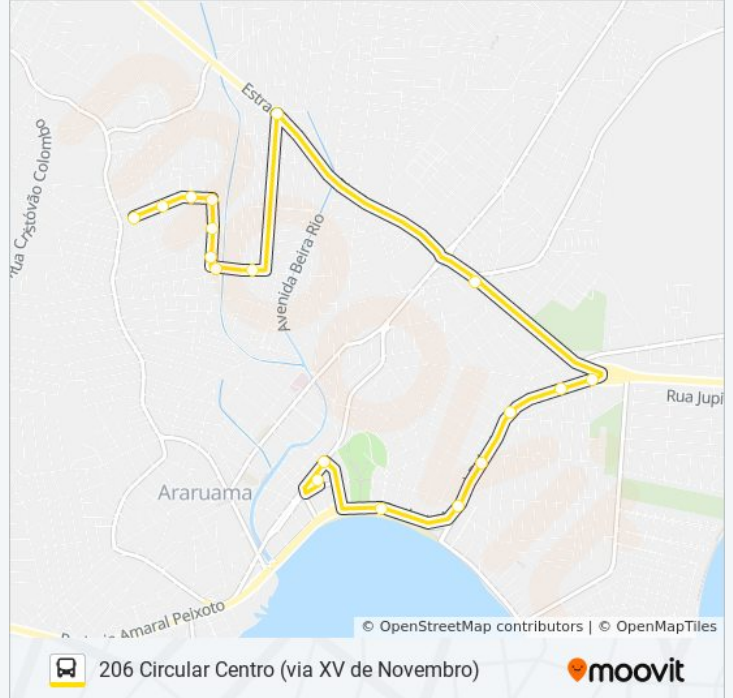 Estra
Rua Cristóvão Colombo
Avenida Beira Rio
Rua Jupi
Araruama
Amaral Peixoto
© OpenStreetMap contributors | © OpenMapTiles
206 Circular Centro (via XV de Novembro)
moovit